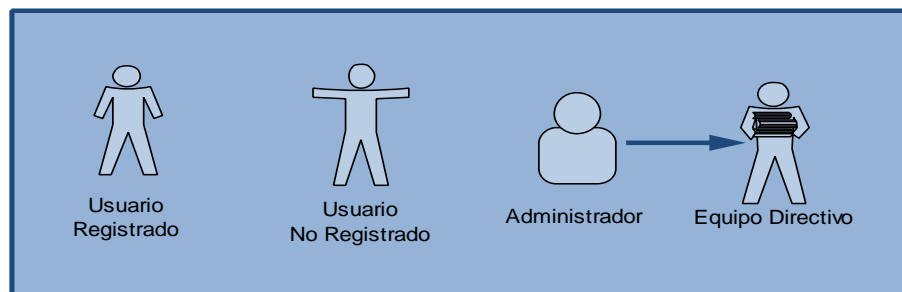 Usuario
Registrado
Usuario
No Registrado
Administrador
Equipo Directivo